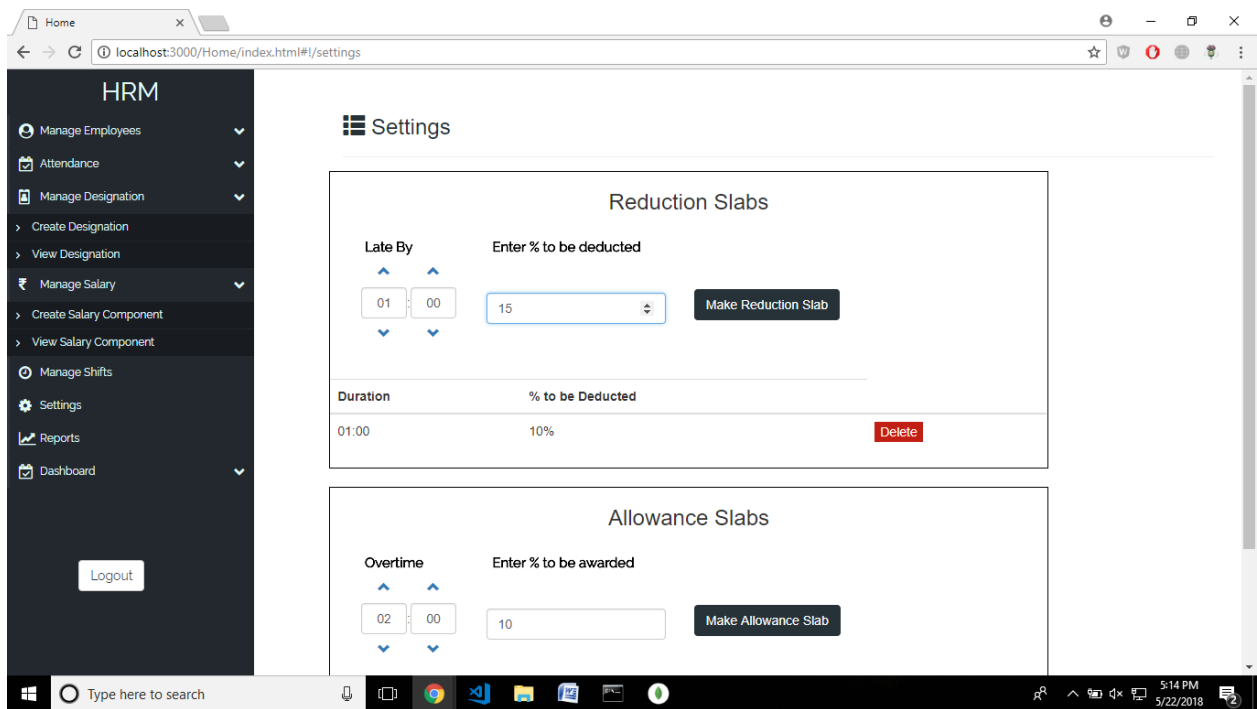 Home
localhost:3000/Home/index.html#!/settings
HRM
Manage Employees
Attendance
Manage Designation
Create Designation
View Designation
₹ Manage Salary
Create Salary Component
View Salary Component
Manage Shifts
Settings
Reports
Dashboard
Logout
Settings
Reduction Slabs
Late By Enter % to be deducted
01 : 00 15 Make Reduction Slab
Duration % to be Deducted
01:00 10% Delete
Allowance Slabs
Overtime Enter % to be awarded
02 : 00 10 Make Allowance Slab
Type here to search
5:14 PM
5/22/2018
2